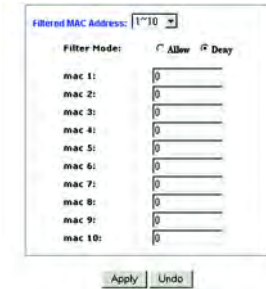 Filtered MAC Address: 1~10
Filter Mode: Allow Deny
mac 1: 0
mac 2: 0
mac 3: 0
mac 4: 0
mac 5: 0
mac 6: 0
mac 7: 0
mac 8: 0
mac 9: 0
mac 10: 0
Apply Undo